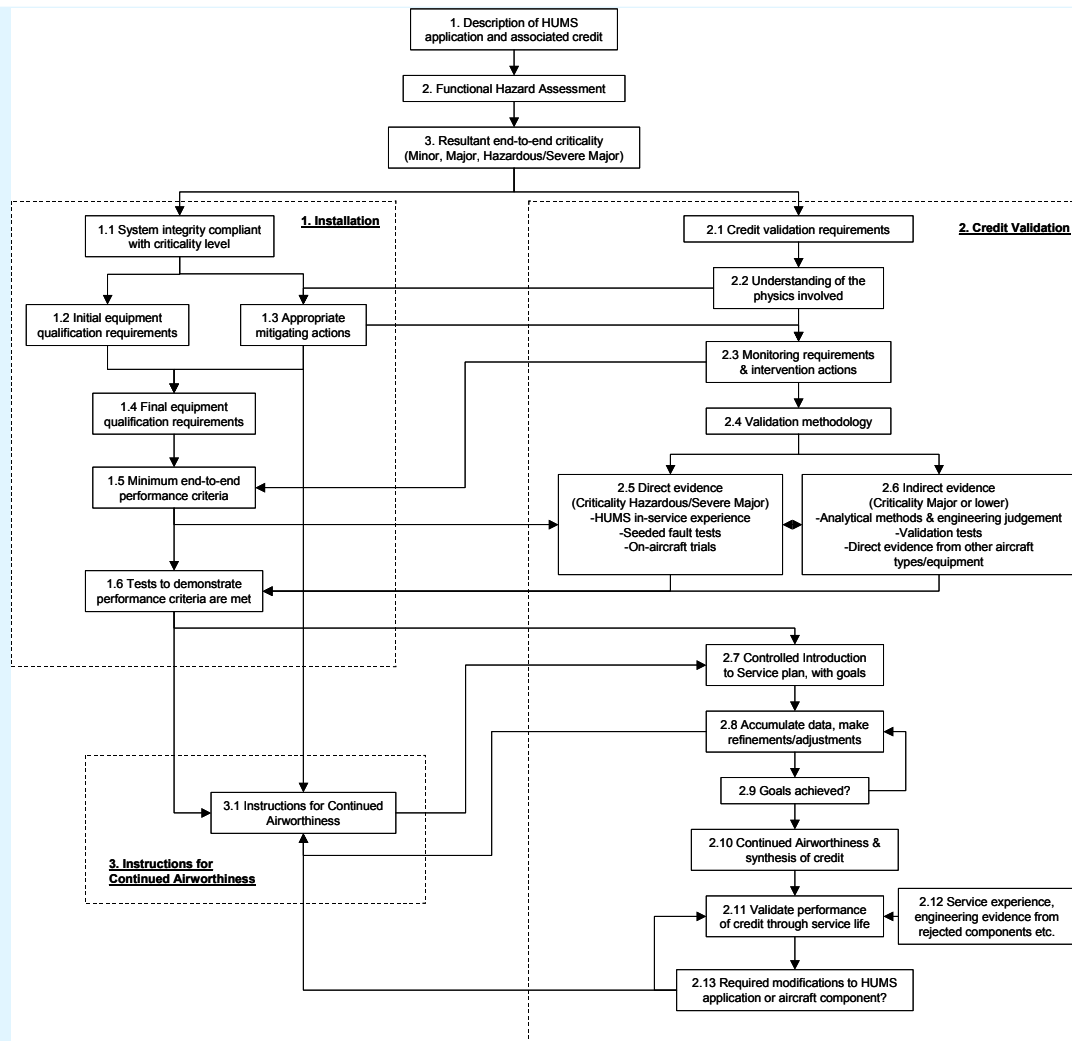 1. Description of HUMS
application and associated credit
2. Functional Hazard Assessment
3. Resultant end-to-end criticality
(Minor, Major, Hazardous/Severe Major)
1. Installation
1.1 System integrity compliant
with criticality level
1.2 Initial equipment
qualification requirements
1.3 Appropriate
mitigating actions
1.4 Final equipment
qualification requirements
1.5 Minimum end-to-end
performance criteria
1.6 Tests to demonstrate
performance criteria are met
2. Credit Validation
2.1 Credit validation requirements
2.2 Understanding of the
physics involved
2.3 Monitoring requirements
& intervention actions
2.4 Validation methodology
2.5 Direct evidence
(Criticality Hazardous/Severe Major)
-HUMS in-service experience
-Seeded fault tests
-On-aircraft trials
2.6 Indirect evidence
(Criticality Major or lower)
-Analytical methods & engineering judgement
-Validation tests
-Direct evidence from other aircraft
types/equipment
2.7 Controlled Introduction
to Service plan, with goals
2.8 Accumulate data, make
refinements/adjustments
2.9 Goals achieved?
2.10 Continued Airworthiness &
synthesis of credit
2.11 Validate performance
of credit through service life
2.12 Service experience,
engineering evidence from
rejected components etc.
2.13 Required modifications to HUMS
application or aircraft component?
3.1 Instructions for Continued
Airworthiness
3. Instructions for
Continued Airworthiness